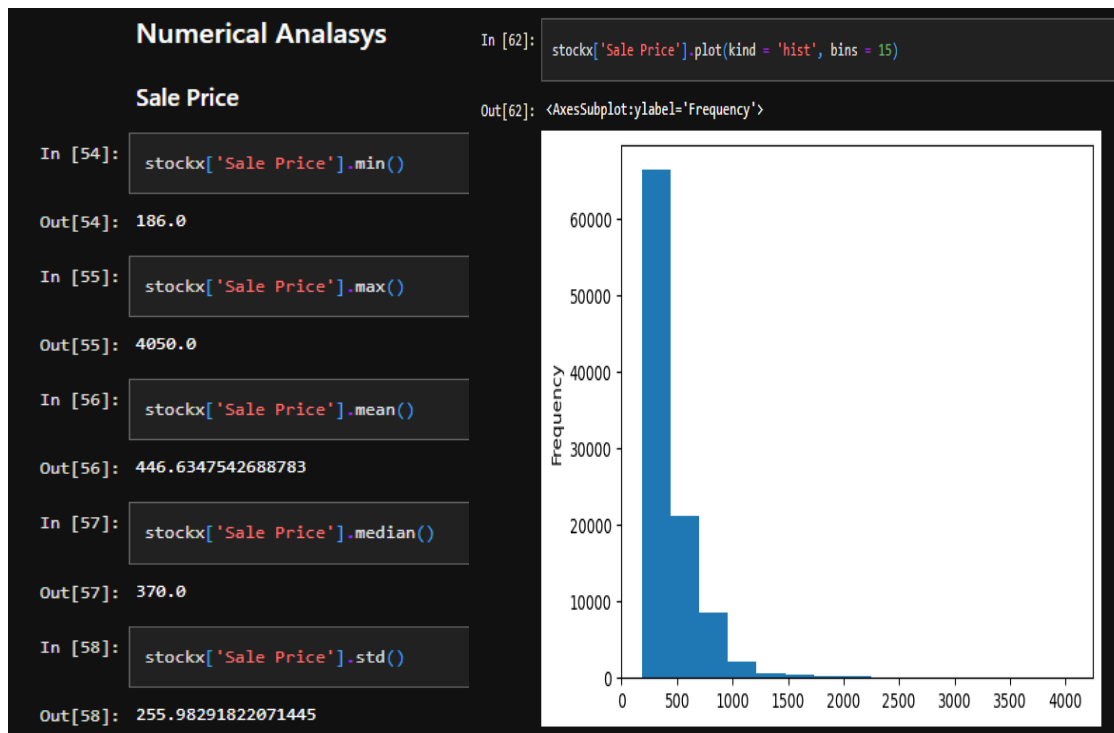 Numerical Analasys
Sale Price
In [54]:
stockx['Sale Price'].min()
Out[54]: 186.0
In [55]:
stockx['Sale Price'].max()
Out[55]: 4050.0
In [56]:
stockx['Sale Price'].mean()
Out[56]: 446.6347542688783
In [57]:
stockx['Sale Price'].median()
Out[57]: 370.0
In [58]:
stockx['Sale Price'].std()
Out[58]: 255.98291822071445
In [62]:
stockx['Sale Price'].plot(kind = 'hist', bins = 15)
Out[62]: <AxesSubplot:ylabel='Frequency'>
Frequency
60000
50000
40000
30000
20000
10000
0
0 500 1000 1500 2000 2500 3000 3500 4000